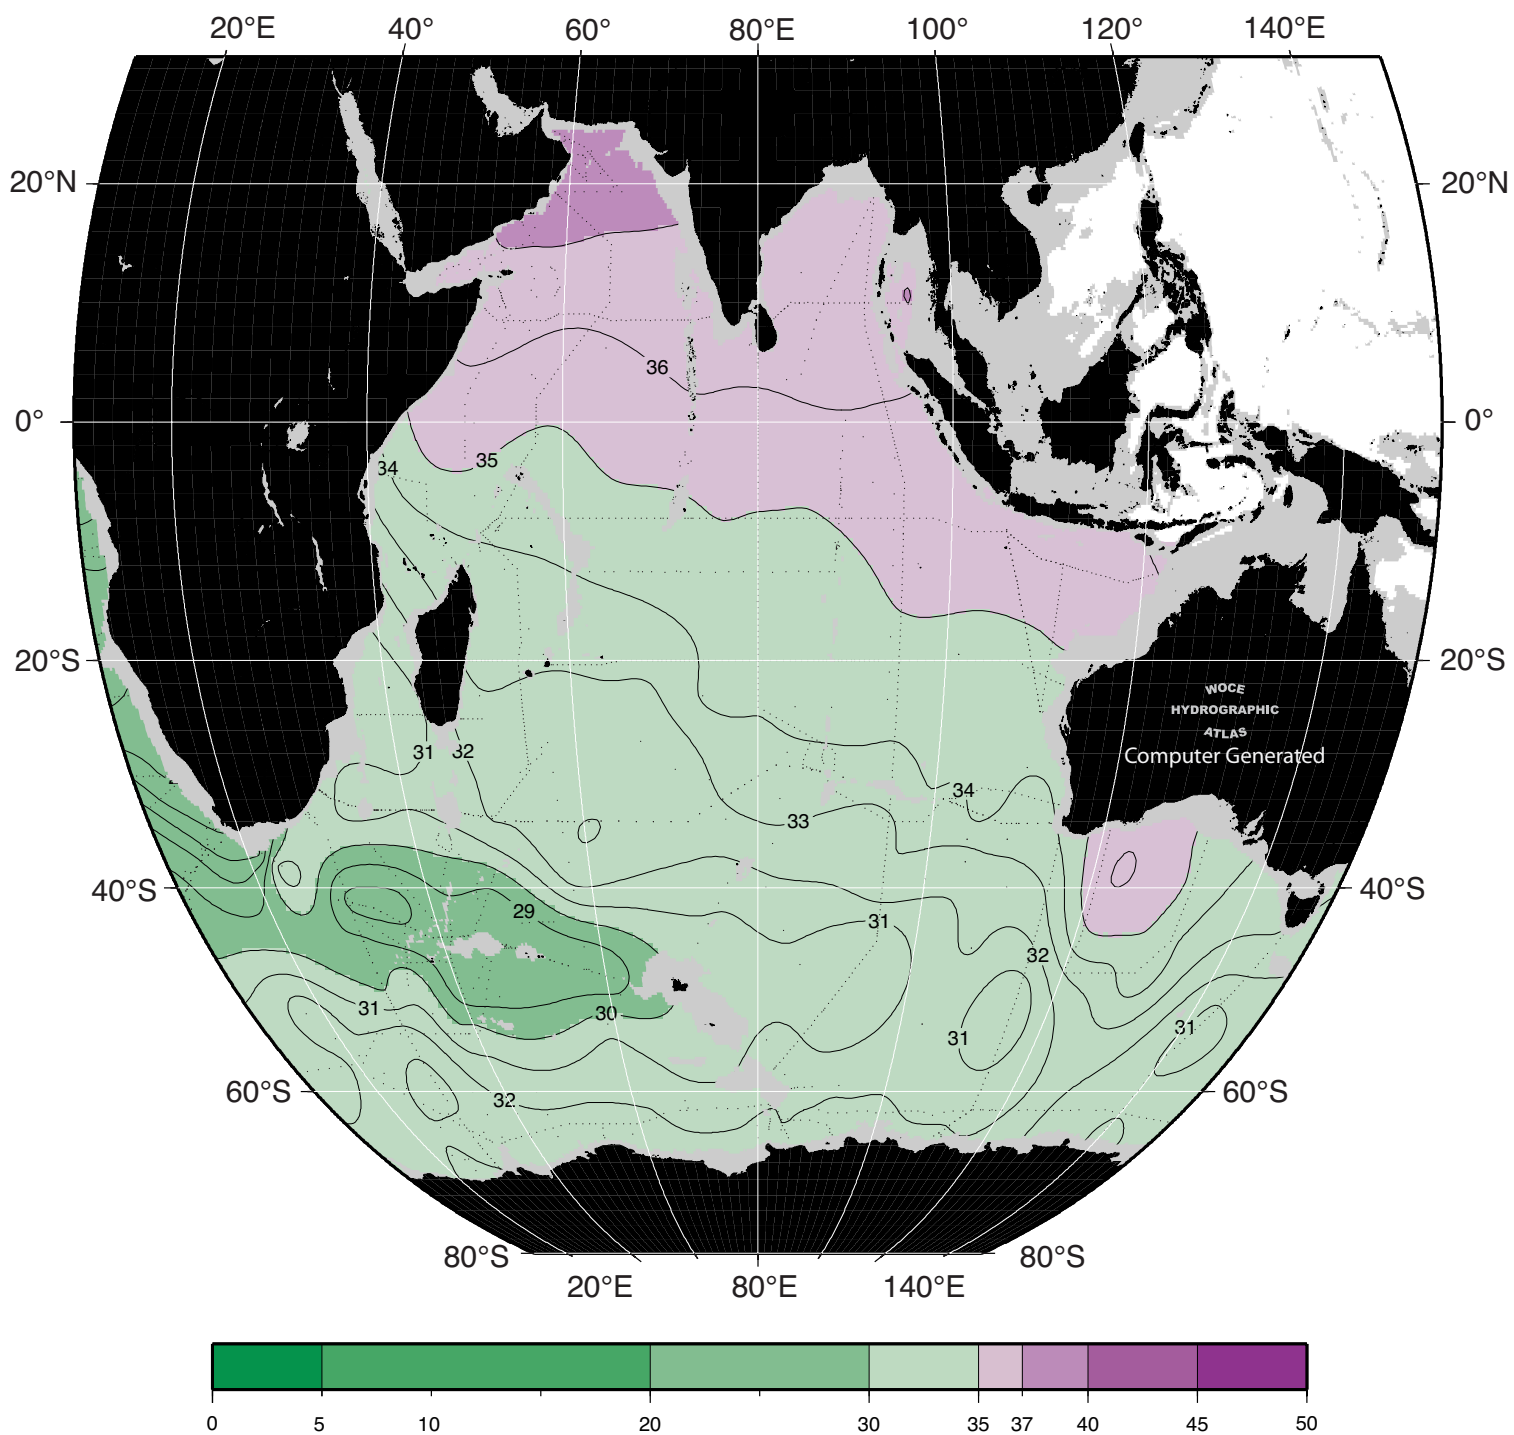 20°E 40° 60° 80°E 100° 120° 140°E
20°N 20°N
36
0° 0°
34 35
20°S 20°S
WOCE
HYDROGRAPHIC
ATLAS
Computer Generated
31 32
34
33
40°S 40°S
29
31
32
31 30
31 31
60°S 60°S
32
80°S 80°S
20°E 80°E 140°E
0 5 10 20 30 35 37 40 45 50